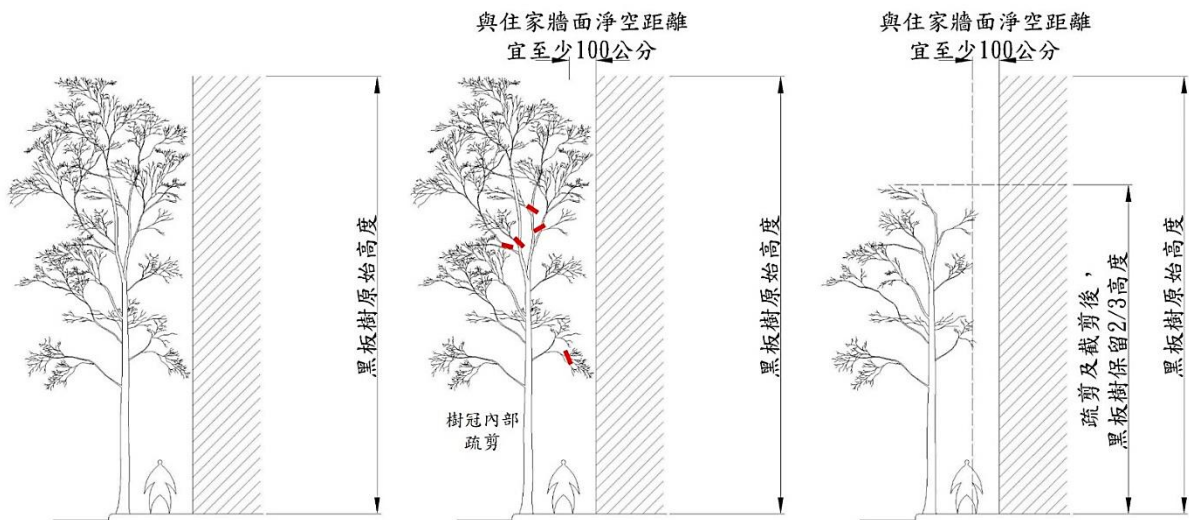 黑板樹原始高度
與住家牆面淨空距離
宜至少100公分
樹冠內部
疏剪
黑板樹原始高度
與住家牆面淨空距離
宜至少100公分
疏剪及截剪後，
黑板樹保留2/3高度
黑板樹原始高度